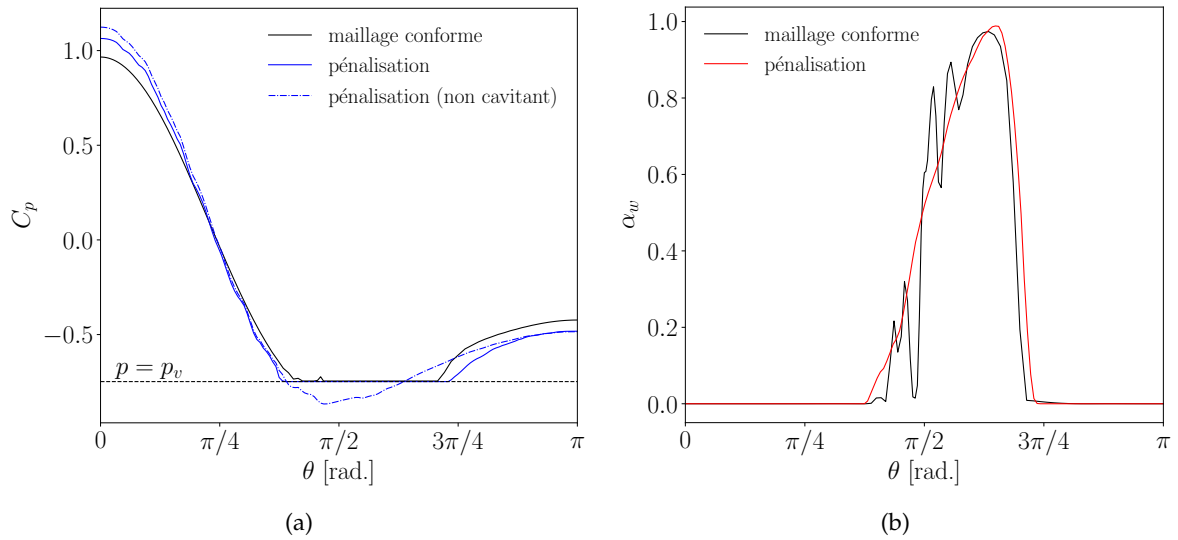 maillage conforme
pénalisation
pénalisation (non cavitant)
1.0
0.5
0.0
−0.5
C_p
p = p_v
0 π/4 π/2 3π/4 π
θ [rad.]
(a)
maillage conforme
pénalisation
1.0
0.8
0.6
0.4
0.2
0.0
α_w
0 π/4 π/2 3π/4 π
θ [rad.]
(b)